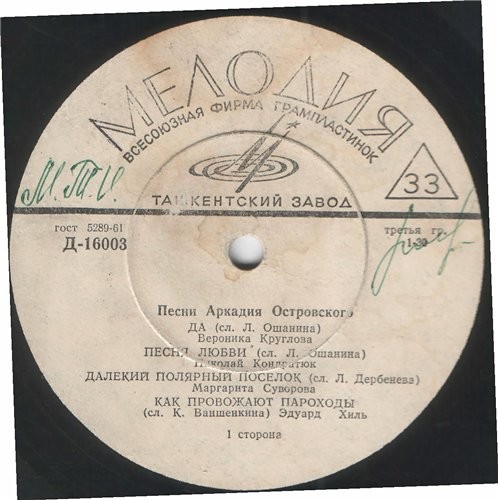 МЕЛОДИЯ
ВСЕСОЮЗНАЯ ФИРМА ГРАМПЛАСТИНОК
ТАШКЕНТСКИЙ ЗАВОД
33
М.Т.И.
гост 5289-61
Д-16003
третья гр.
1-30
Песни Аркадия Островского
ДА (сл. Л. Ошанина)
Вероника Круглова
ПЕСНЯ ЛЮБВИ (сл. Л. Ошанина)
Николай Кондратюк
ДАЛЕКИЙ ПОЛЯРНЫЙ ПОСЕЛОК (сл. Л. Дербенева)
Маргарита Суворова
КАК ПРОВОЖАЮТ ПАРОХОДЫ
(сл. К. Ваншенкина) Эдуард Хиль
1 сторона